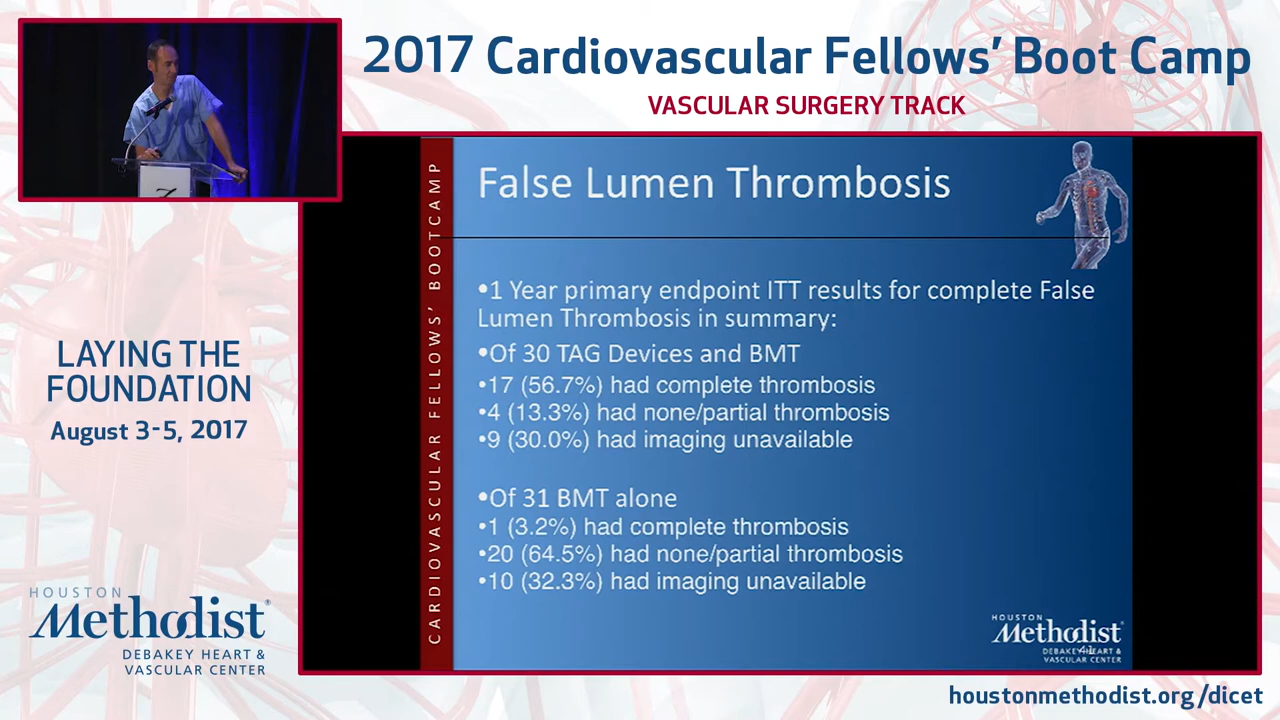 2017 Cardiovascular Fellows’ Boot Camp
VASCULAR SURGERY TRACK
LAYING THE
FOUNDATION
August 3-5, 2017
HOUSTON
Methodist®
DEBAKEY HEART &
VASCULAR CENTER
CARDIOVASCULAR FELLOWS’ BOOTCAMP
False Lumen Thrombosis
•1 Year primary endpoint ITT results for complete False
Lumen Thrombosis in summary:
•Of 30 TAG Devices and BMT
•17 (56.7%) had complete thrombosis
•4 (13.3%) had none/partial thrombosis
•9 (30.0%) had imaging unavailable
•Of 31 BMT alone
•1 (3.2%) had complete thrombosis
•20 (64.5%) had none/partial thrombosis
•10 (32.3%) had imaging unavailable
HOUSTON
Methodist®
DEBAKEY HEART &
VASCULAR CENTER
41
houstonmethodist.org/dicet